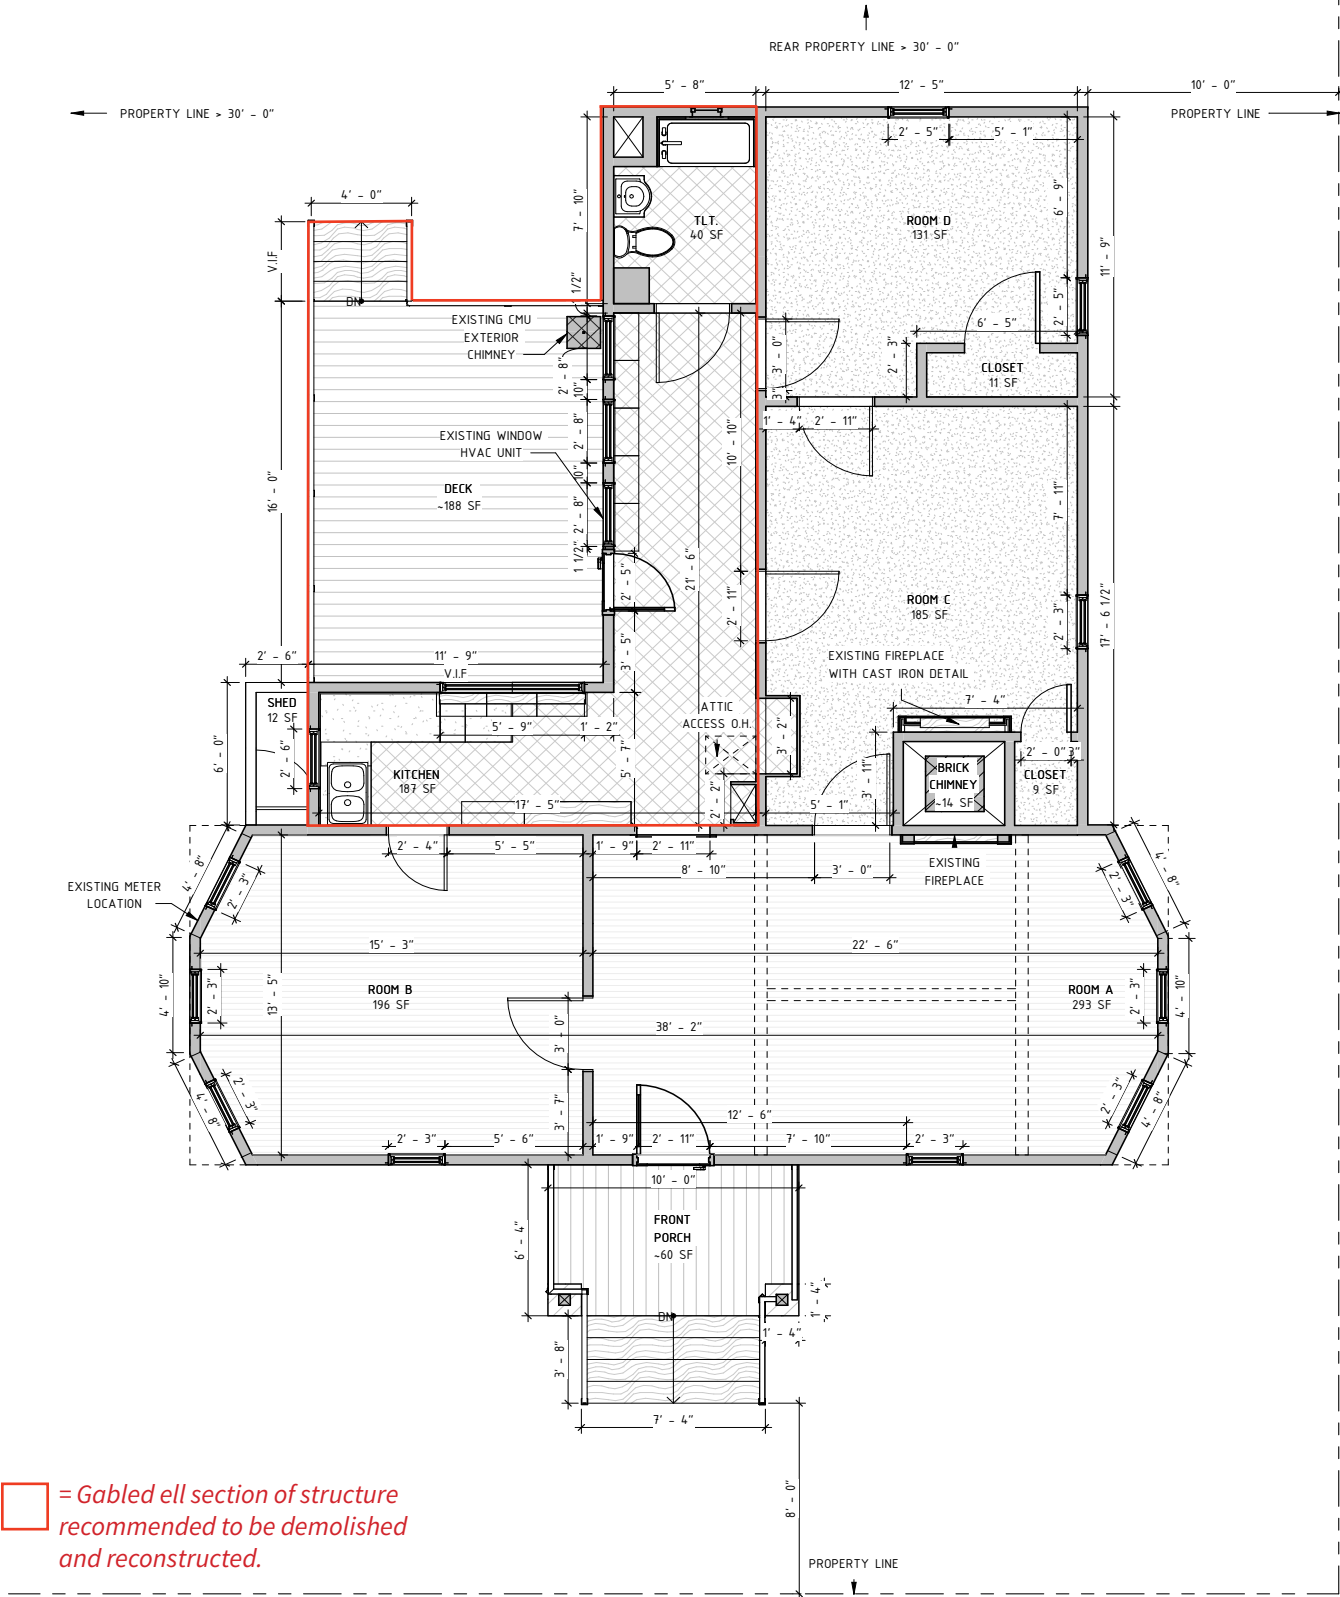 REAR PROPERTY LINE > 30' - 0"
5' - 8"
12' - 5"
10' - 0"
PROPERTY LINE > 30' - 0"
PROPERTY LINE
2' - 5"
5' - 1"
7' - 10"
6' - 9"
4' - 0"
TLT.
40 SF
ROOM D
131 SF
V.I.F
11' - 9"
DN
1 1/2"
2' - 5"
EXISTING CMU
EXTERIOR
CHIMNEY
6' - 5"
3' - 0"
2' - 3"
CLOSET
11 SF
2' - 8"
10"
3"
1' - 4"
2' - 11"
EXISTING WINDOW
HVAC UNIT
2' - 8"
10' - 10"
10"
DECK
~188 SF
16' - 0"
7' - 11"
2' - 8"
1 1/2"
21' - 6"
2' - 5"
2' - 11"
ROOM C
185 SF
2' - 3"
17' - 6 1/2"
3' - 5"
2' - 6"
11' - 9"
V.I.F
EXISTING FIREPLACE
WITH CAST IRON DETAIL
7' - 4"
SHED
12 SF
ATTIC
ACCESS O.H.
5' - 9"
1' - 2"
3' - 2"
6' - 0"
2' - 6"
5' - 7"
KITCHEN
187 SF
2' - 0"
3"
BRICK
CHIMNEY
~14 SF
CLOSET
9 SF
3' - 11"
2' - 2"
17' - 5"
5' - 1"
2' - 4"
5' - 5"
1' - 9"
2' - 11"
8' - 10"
3' - 0"
EXISTING
FIREPLACE
4' - 8"
2' - 3"
2' - 3"
4' - 8"
EXISTING METER
LOCATION
15' - 3"
22' - 6"
4' - 10"
2' - 3"
13' - 5"
ROOM B
196 SF
ROOM A
293 SF
2' - 3"
4' - 10"
38' - 2"
3' - 0"
2' - 3"
4' - 8"
2' - 3"
4' - 8"
3' - 7"
12' - 6"
2' - 3"
5' - 6"
1' - 9"
2' - 11"
7' - 10"
2' - 3"
10' - 0"
6' - 4"
FRONT
PORCH
~60 SF
1' - 4"
DN
1' - 4"
3' - 8"
7' - 4"
8' - 0"
= Gabled ell section of structure
recommended to be demolished
and reconstructed.
PROPERTY LINE